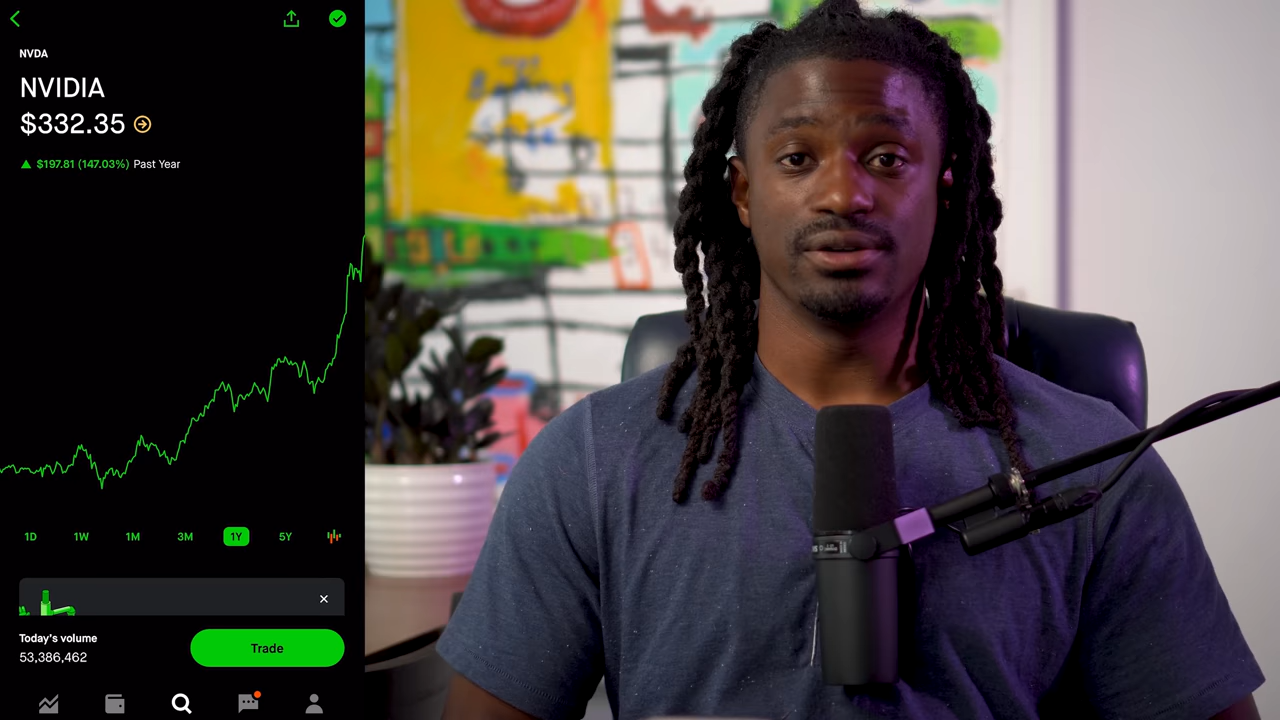 NVDA
NVIDIA
$332.35
$197.81 (147.03%) Past Year
1D 1W 1M 3M 1Y 5Y
Today's volume
53,386,462
Trade